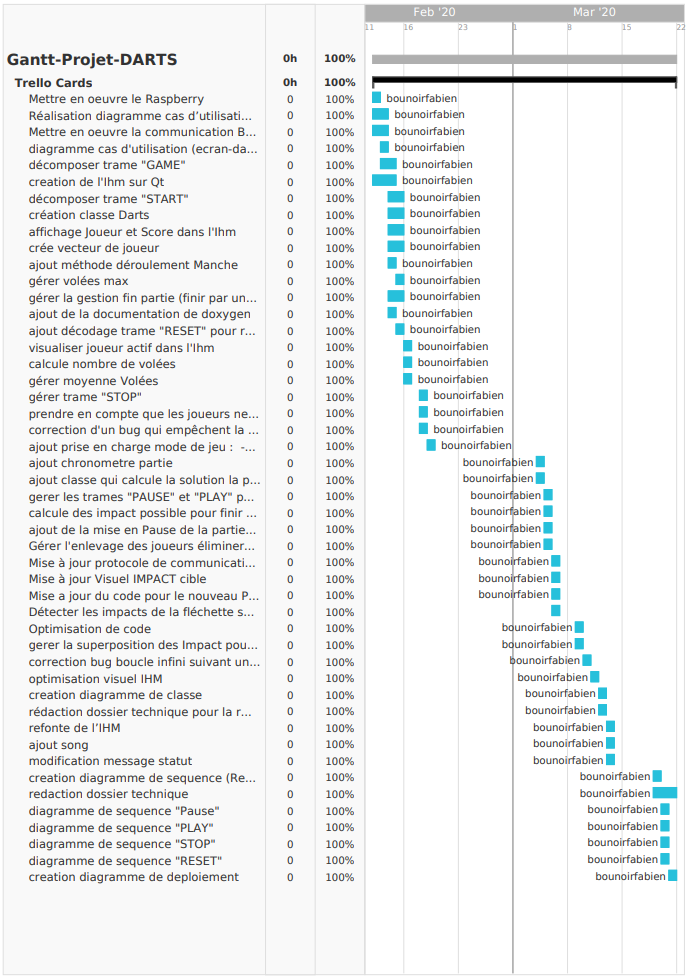 Feb '20 Mar '20
11 16 23 1 8 15 22
Gantt-Projet-DARTS 0h 100%
Trello Cards 0h 100%
Mettre en oeuvre le Raspberry 0 100% bounoirfabien
Réalisation diagramme cas d’utilisati... 0 100% bounoirfabien
Mettre en oeuvre la communication B... 0 100% bounoirfabien
diagramme cas d'utilisation (ecran-da... 0 100% bounoirfabien
décomposer trame "GAME" 0 100% bounoirfabien
creation de l'Ihm sur Qt 0 100% bounoirfabien
décomposer trame "START" 0 100% bounoirfabien
création classe Darts 0 100% bounoirfabien
affichage Joueur et Score dans l'Ihm 0 100% bounoirfabien
crée vecteur de joueur 0 100% bounoirfabien
ajout méthode déroulement Manche 0 100% bounoirfabien
gérer volées max 0 100% bounoirfabien
gérer la gestion fin partie (finir par un... 0 100% bounoirfabien
ajout de la documentation de doxygen 0 100% bounoirfabien
ajout décodage trame "RESET" pour r... 0 100% bounoirfabien
visualiser joueur actif dans l'Ihm 0 100% bounoirfabien
calcule nombre de volées 0 100% bounoirfabien
gérer moyenne Volées 0 100% bounoirfabien
gérer trame "STOP" 0 100% bounoirfabien
prendre en compte que les joueurs ne... 0 100% bounoirfabien
correction d'un bug qui empêchent la ... 0 100% bounoirfabien
ajout prise en charge mode de jeu : -... 0 100% bounoirfabien
ajout chronometre partie 0 100% bounoirfabien
ajout classe qui calcule la solution la p... 0 100% bounoirfabien
gerer les trames "PAUSE" et "PLAY" p... 0 100% bounoirfabien
calcule des impact possible pour finir ... 0 100% bounoirfabien
ajout de la mise en Pause de la partie... 0 100% bounoirfabien
Gérer l'enlevage des joueurs éliminer... 0 100% bounoirfabien
Mise à jour protocole de communicati... 0 100% bounoirfabien
Mise à jour Visuel IMPACT cible 0 100% bounoirfabien
Mise a jour du code pour le nouveau P... 0 100% bounoirfabien
Détecter les impacts de la fléchette s... 0 100%
Optimisation de code 0 100% bounoirfabien
gerer la superposition des Impact pou... 0 100% bounoirfabien
correction bug boucle infini suivant un... 0 100% bounoirfabien
optimisation visuel IHM 0 100% bounoirfabien
creation diagramme de classe 0 100% bounoirfabien
rédaction dossier technique pour la r... 0 100% bounoirfabien
refonte de l’IHM 0 100% bounoirfabien
ajout song 0 100% bounoirfabien
modification message statut 0 100% bounoirfabien
creation diagramme de sequence (Re... 0 100% bounoirfabien
redaction dossier technique 0 100% bounoirfabien
diagramme de sequence "Pause" 0 100% bounoirfabien
diagramme de sequence "PLAY" 0 100% bounoirfabien
diagramme de sequence "STOP" 0 100% bounoirfabien
diagramme de sequence "RESET" 0 100% bounoirfabien
creation diagramme de deploiement 0 100% bounoirfabien